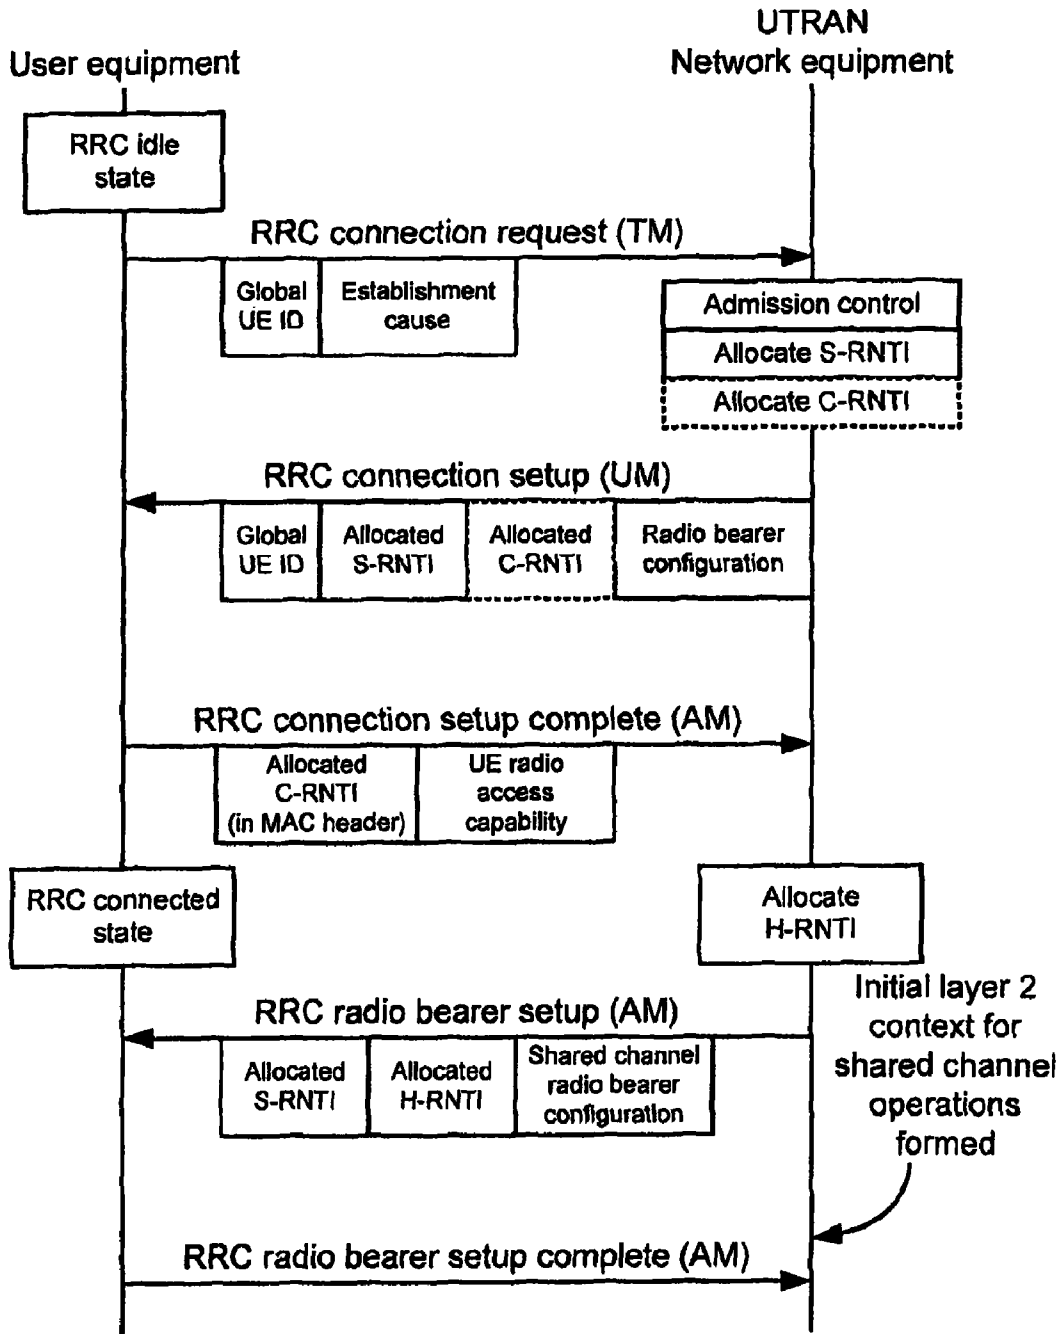 User equipment
UTRAN
Network equipment
RRC idle
state
RRC connection request (TM)
Global
UE ID
Establishment
cause
Admission control
Allocate S-RNTI
Allocate C-RNTI
RRC connection setup (UM)
Global
UE ID
Allocated
S-RNTI
Allocated
C-RNTI
Radio bearer
configuration
RRC connection setup complete (AM)
Allocated
C-RNTI
(in MAC header)
UE radio
access
capability
RRC connected
state
Allocate
H-RNTI
Initial layer 2
context for
shared channel
operations
formed
RRC radio bearer setup (AM)
Allocated
S-RNTI
Allocated
H-RNTI
Shared channel
radio bearer
configuration
RRC radio bearer setup complete (AM)